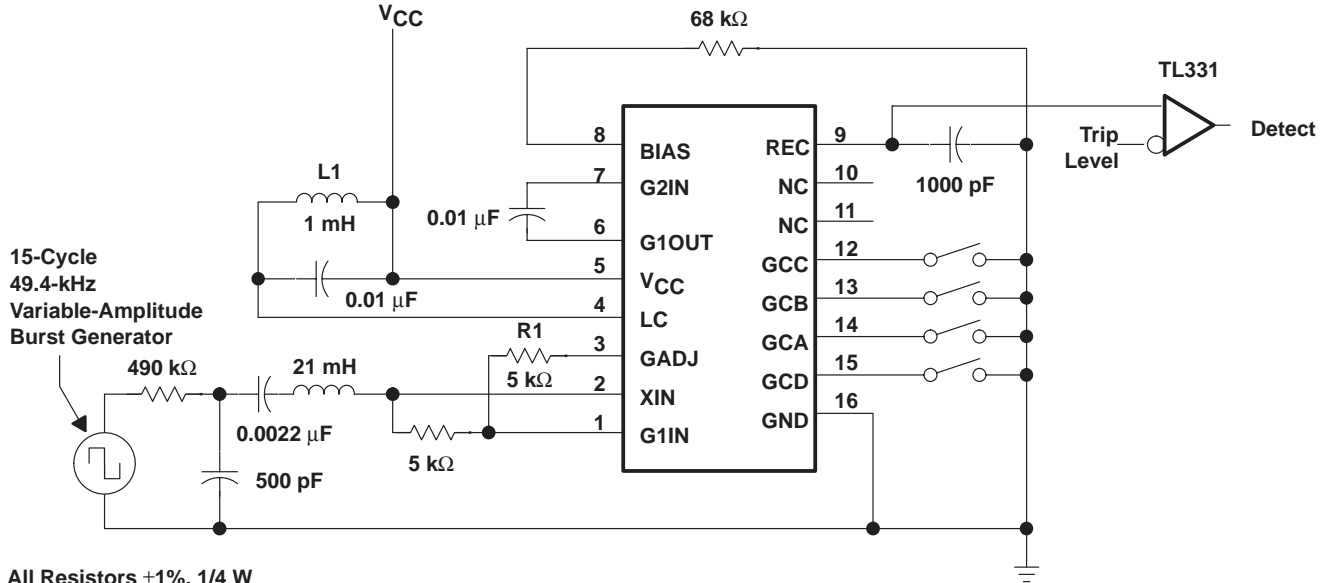 VCC
68 kΩ
TL331
Detect
Trip
Level
8
BIAS
7
G2IN
6
G1OUT
5
VCC
4
LC
3
GADJ
2
XIN
1
G1IN
REC
9
NC
10
NC
11
GCC
12
GCB
13
GCA
14
GCD
15
GND
16
1000 pF
L1
1 mH
0.01 μF
0.01 μF
R1
5 kΩ
15-Cycle
49.4-kHz
Variable-Amplitude
Burst Generator
490 kΩ
21 mH
0.0022 μF
5 kΩ
500 pF
All Resistors ±1%, 1/4 W